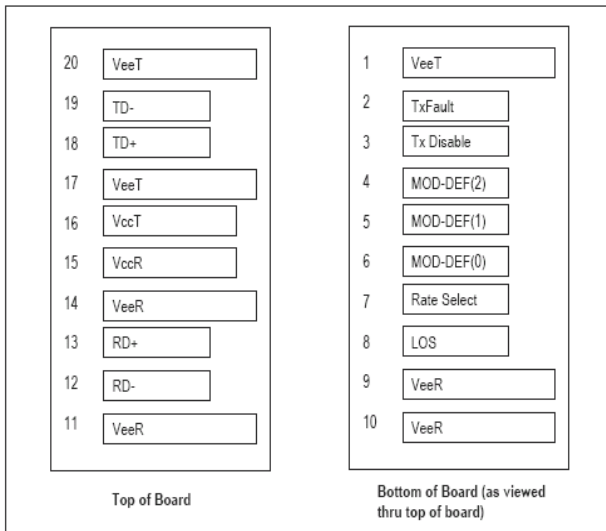 20 VeeT
19 TD-
18 TD+
17 VeeT
16 VccT
15 VccR
14 VeeR
13 RD+
12 RD-
11 VeeR
Top of Board
1 VeeT
2 TxFault
3 Tx Disable
4 MOD-DEF(2)
5 MOD-DEF(1)
6 MOD-DEF(0)
7 Rate Select
8 LOS
9 VeeR
10 VeeR
Bottom of Board (as viewed
thru top of board)